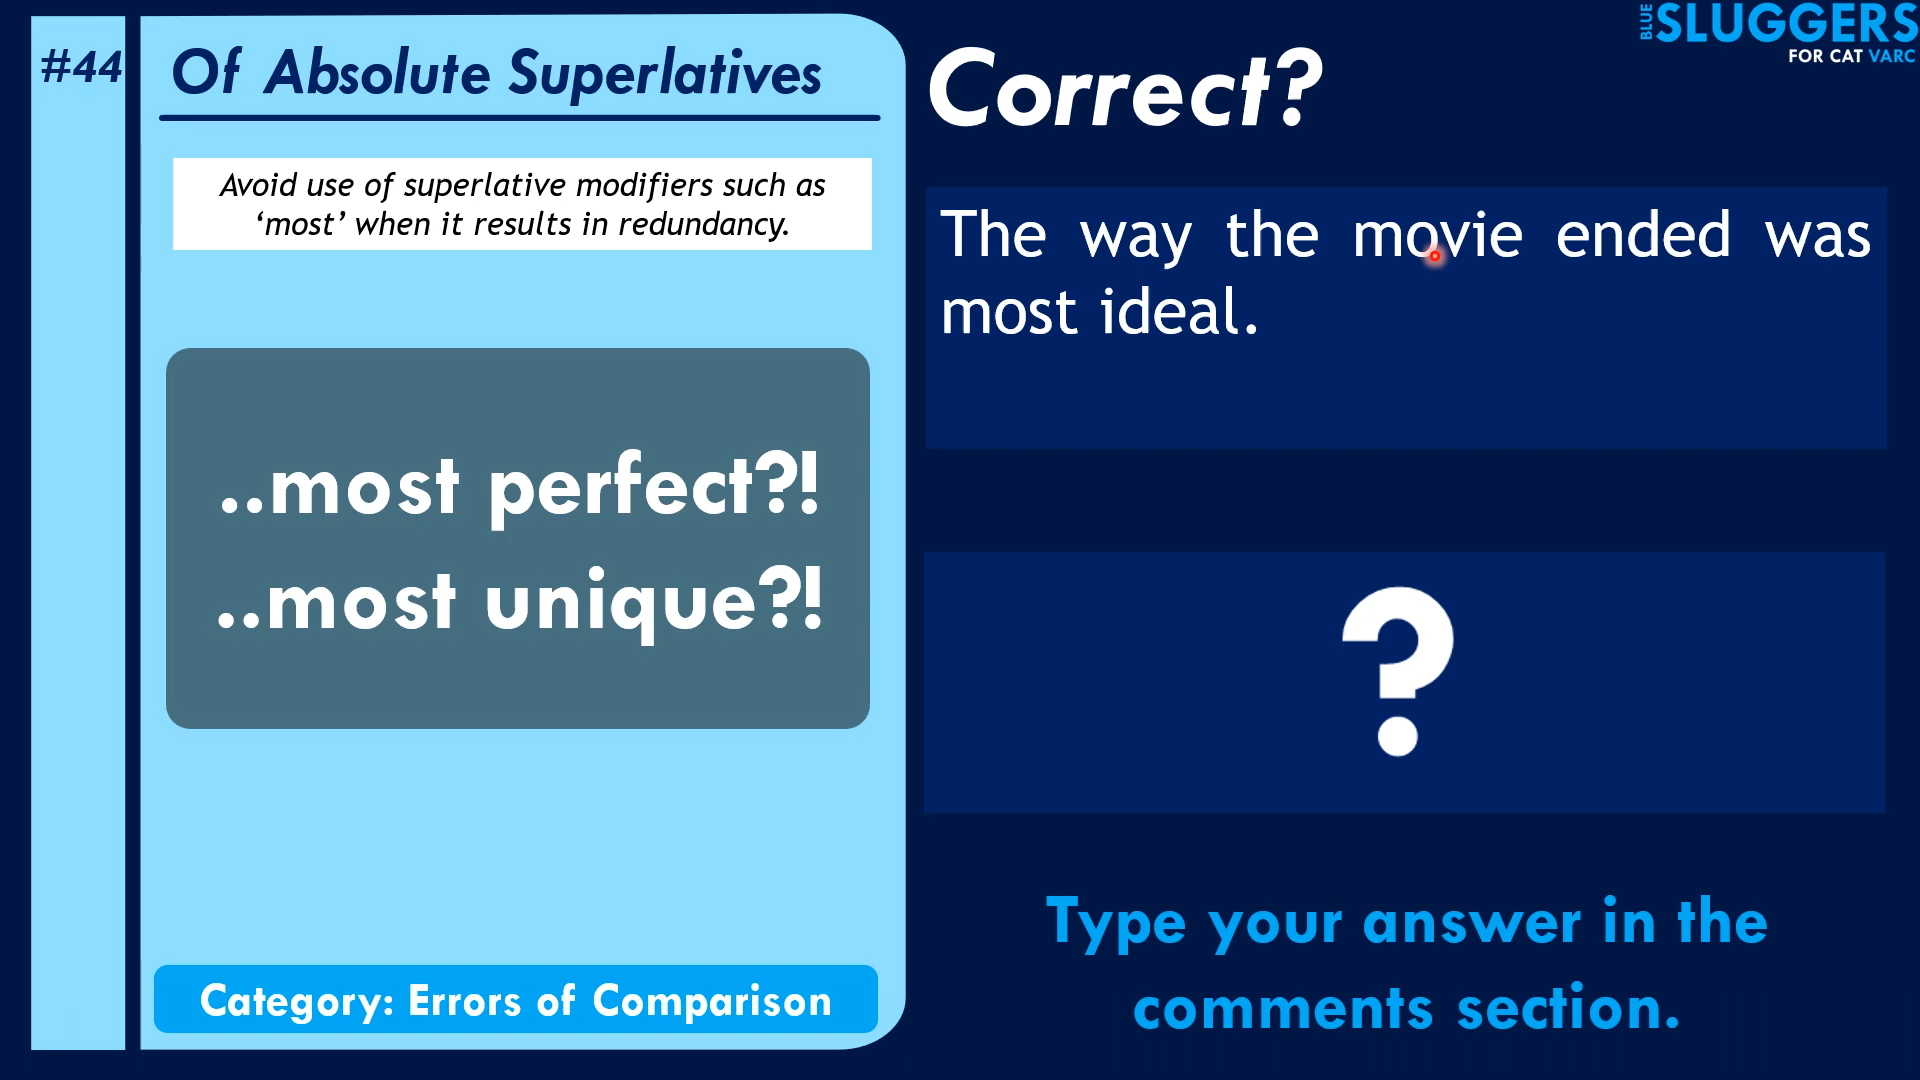 #44
Of Absolute Superlatives
Avoid use of superlative modifiers such as
‘most’ when it results in redundancy.
..most perfect?!
..most unique?!
Category: Errors of Comparison
BLUE
SLUGGERS
FOR CAT VARC
Correct?
The way the movie ended was
most ideal.
?
Type your answer in the
comments section.